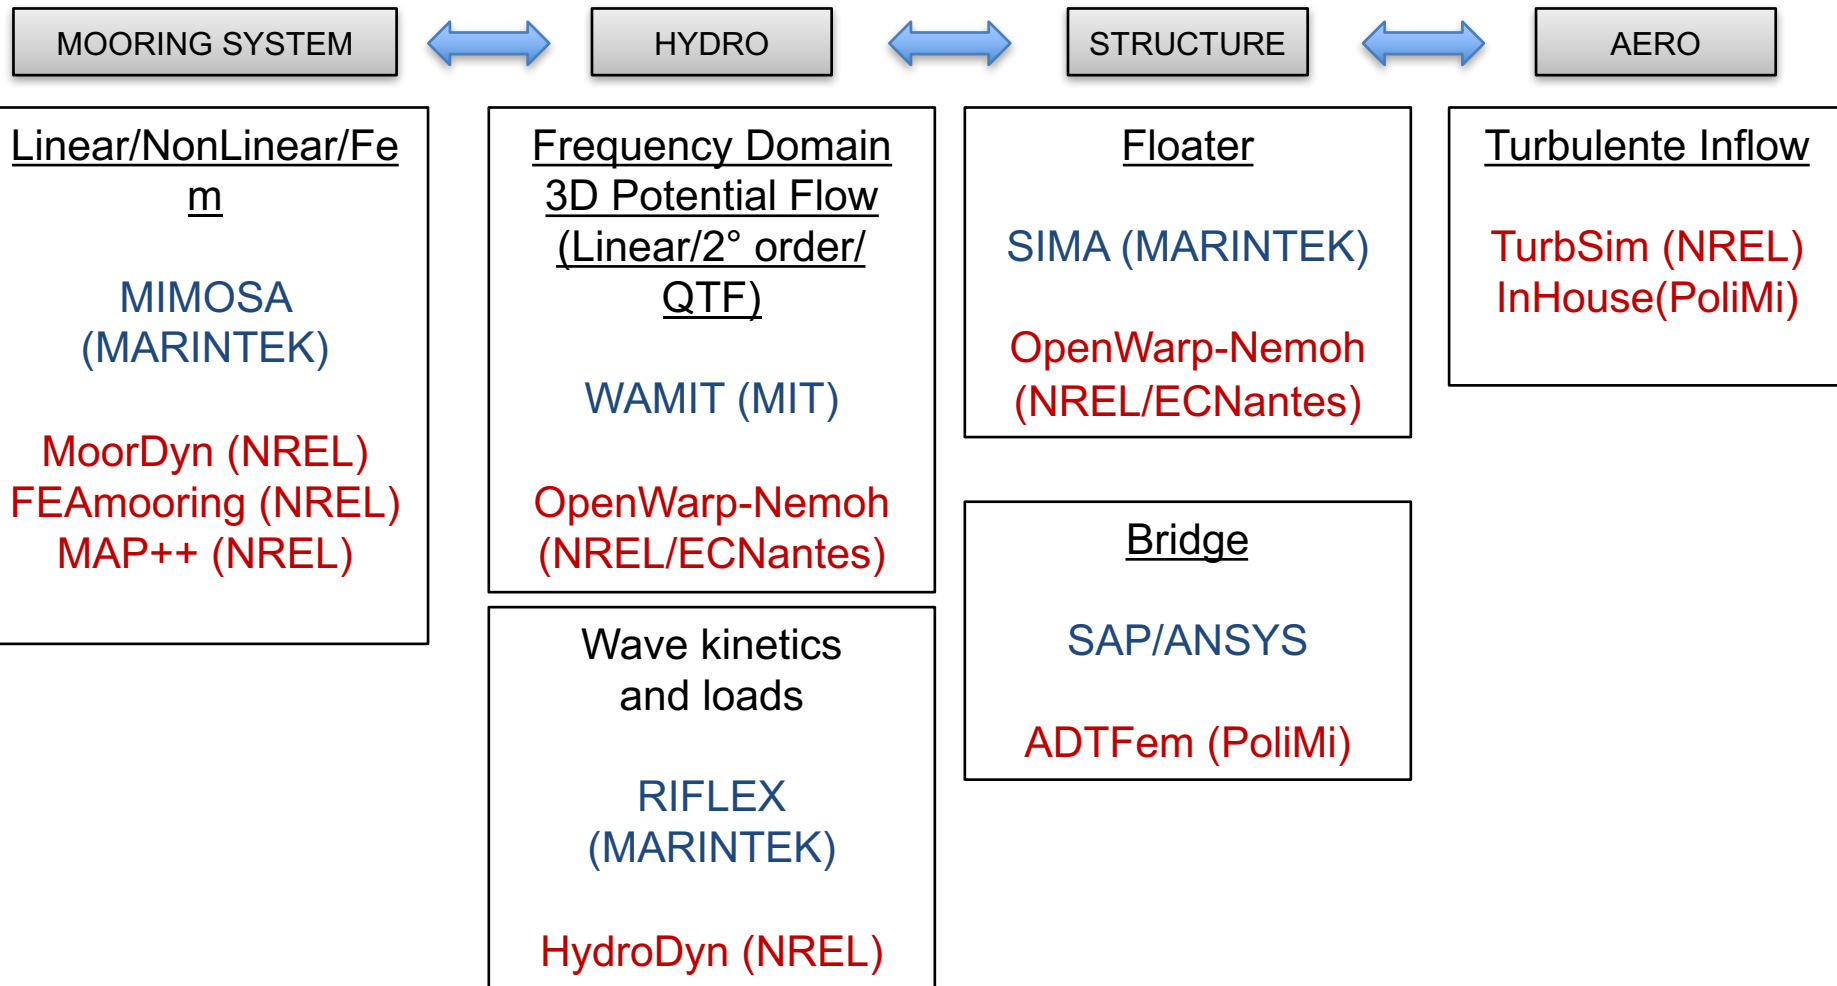 MOORING SYSTEM
HYDRO
STRUCTURE
AERO
Linear/NonLinear/Fe
m
MIMOSA
(MARINTEK)
MoorDyn (NREL)
FEAmooring (NREL)
MAP++ (NREL)
Frequency Domain
3D Potential Flow
(Linear/2° order/
QTF)
WAMIT (MIT)
OpenWarp-Nemoh
(NREL/ECNantes)
Wave kinetics
and loads
RIFLEX
(MARINTEK)
HydroDyn (NREL)
Floater
SIMA (MARINTEK)
OpenWarp-Nemoh
(NREL/ECNantes)
Bridge
SAP/ANSYS
ADTFem (PoliMi)
Turbulente Inflow
TurbSim (NREL)
InHouse(PoliMi)